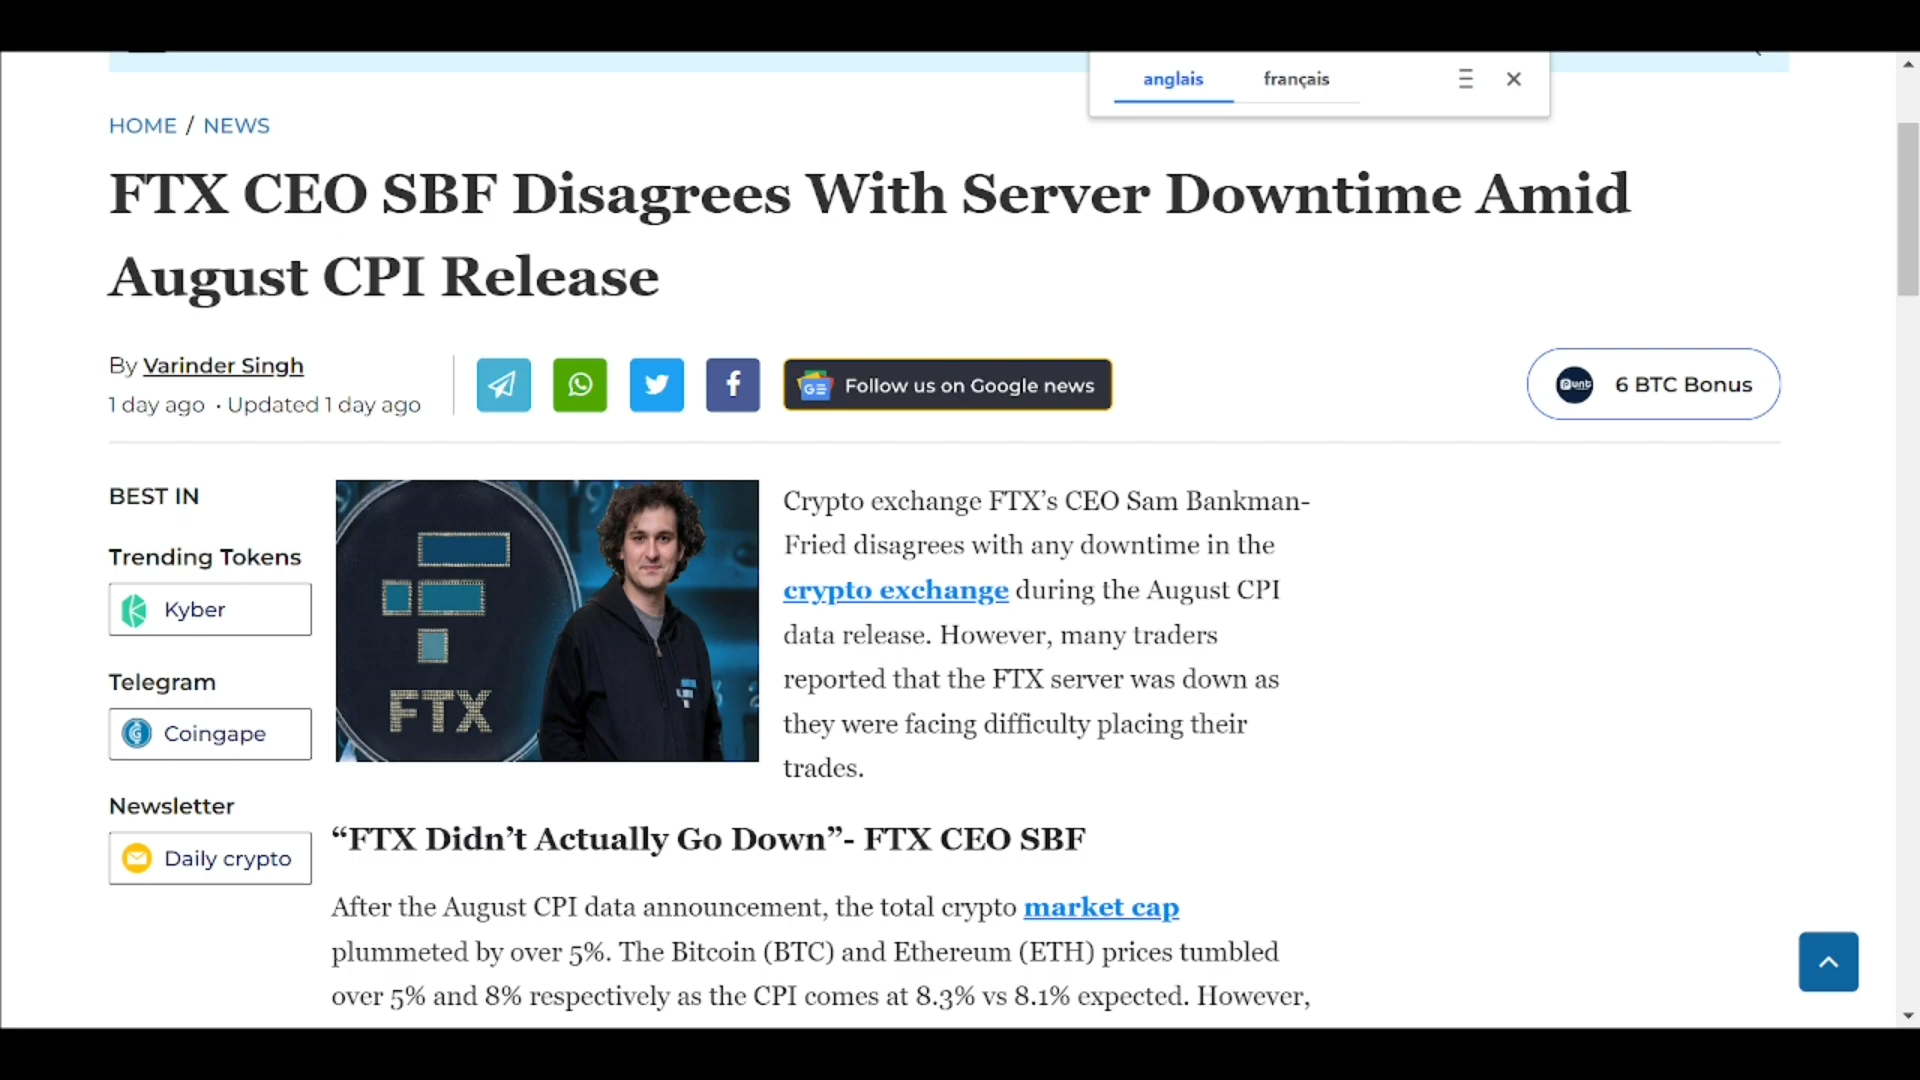 anglais français
HOME / NEWS
FTX CEO SBF Disagrees With Server Downtime Amid
August CPI Release
By Varinder Singh
1 day ago • Updated 1 day ago
Follow us on Google news
Punt
6 BTC Bonus
BEST IN
Trending Tokens
Kyber
Telegram
Coingape
Newsletter
Daily crypto
FTX
Crypto exchange FTX’s CEO Sam Bankman-
Fried disagrees with any downtime in the
crypto exchange during the August CPI
data release. However, many traders
reported that the FTX server was down as
they were facing difficulty placing their
trades.
“FTX Didn’t Actually Go Down”- FTX CEO SBF
After the August CPI data announcement, the total crypto market cap
plummeted by over 5%. The Bitcoin (BTC) and Ethereum (ETH) prices tumbled
over 5% and 8% respectively as the CPI comes at 8.3% vs 8.1% expected. However,